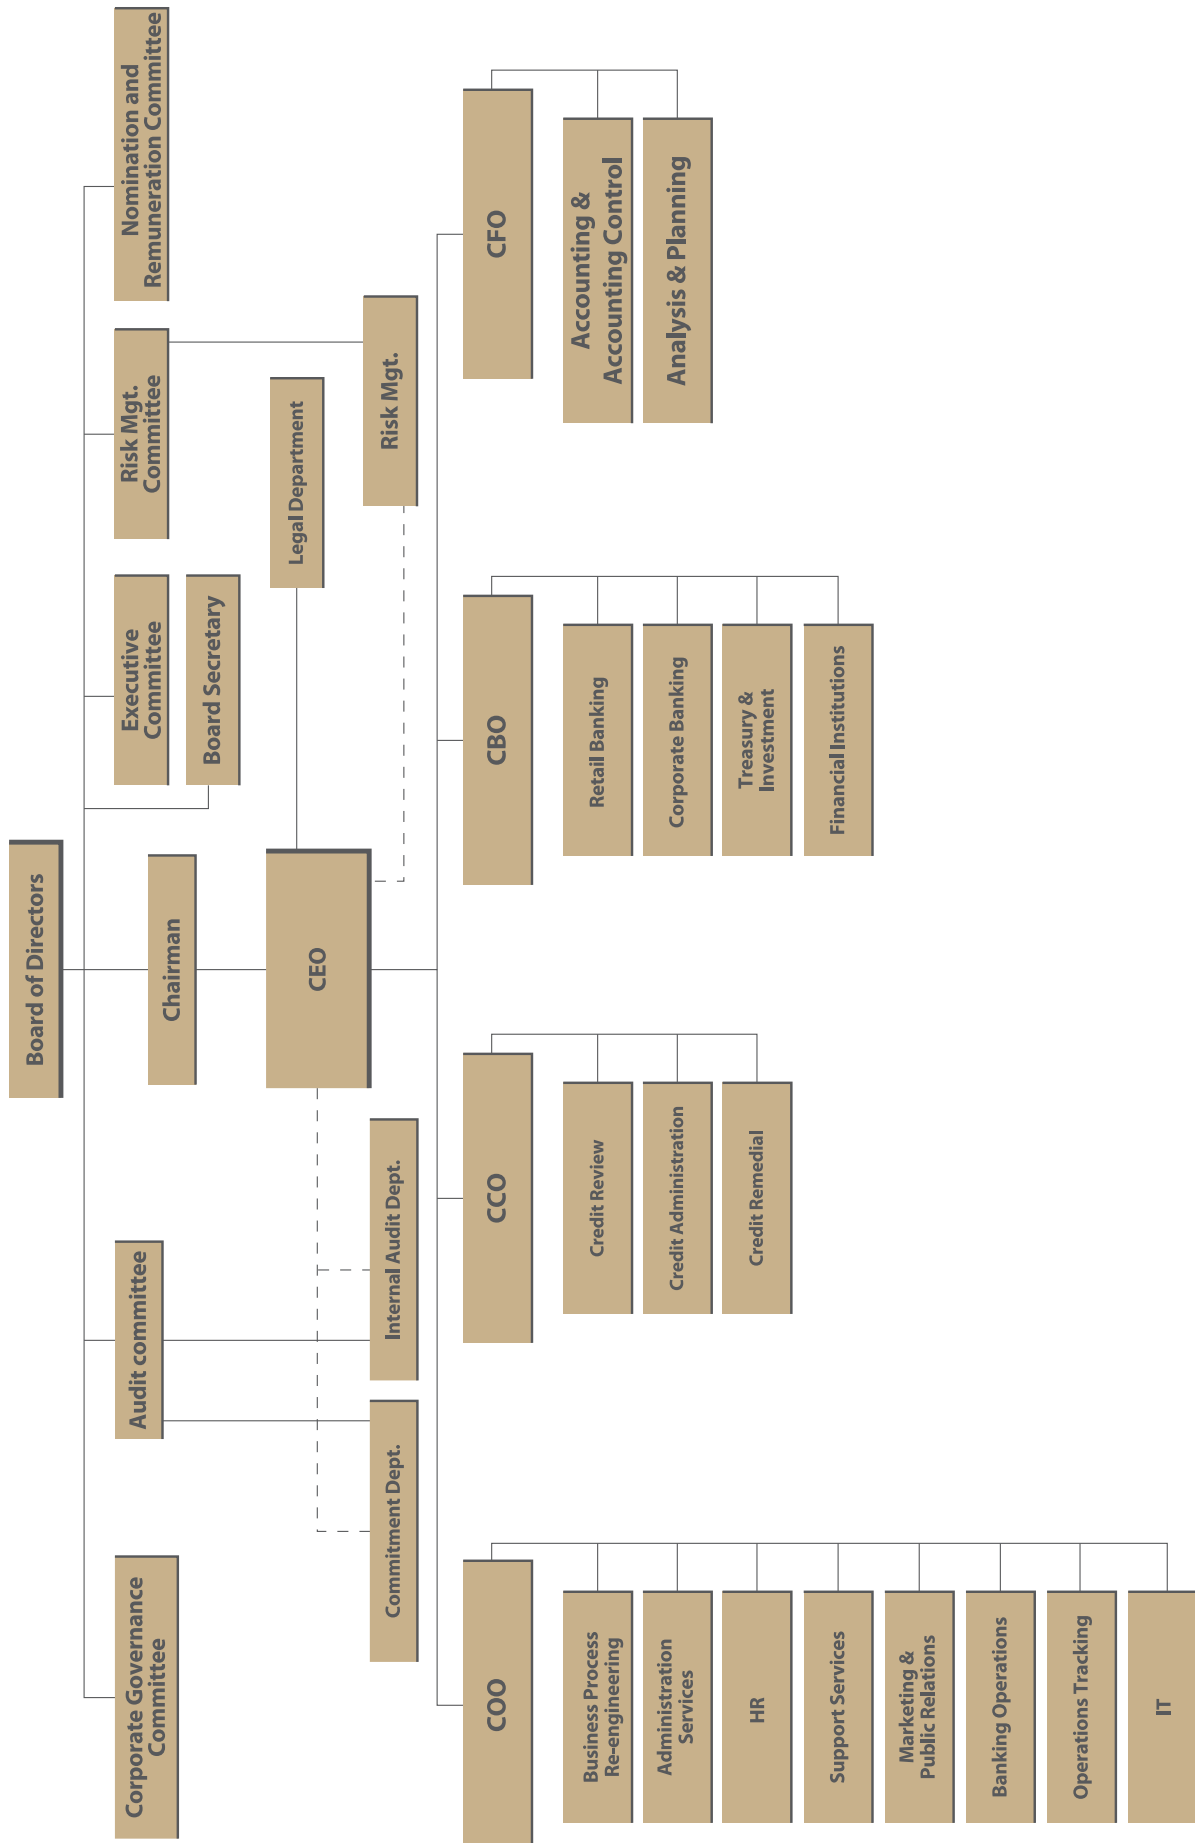 Board of Directors
Corporate Governance
Committee
Audit committee
Chairman
Executive
Committee
Board Secretary
Risk Mgt.
Committee
Nomination and
Remuneration Committee
CEO
Legal Department
Commitment Dept.
Internal Audit Dept.
Risk Mgt.
COO
Business Process
Re-engineering
Administration
Services
HR
Support Services
Marketing &
Public Relations
Banking Operations
Operations Tracking
IT
CCO
Credit Review
Credit Administration
Credit Remedial
CBO
Retail Banking
Corporate Banking
Treasury &
Investment
Financial Institutions
CFO
Accounting &
Accounting Control
Analysis & Planning